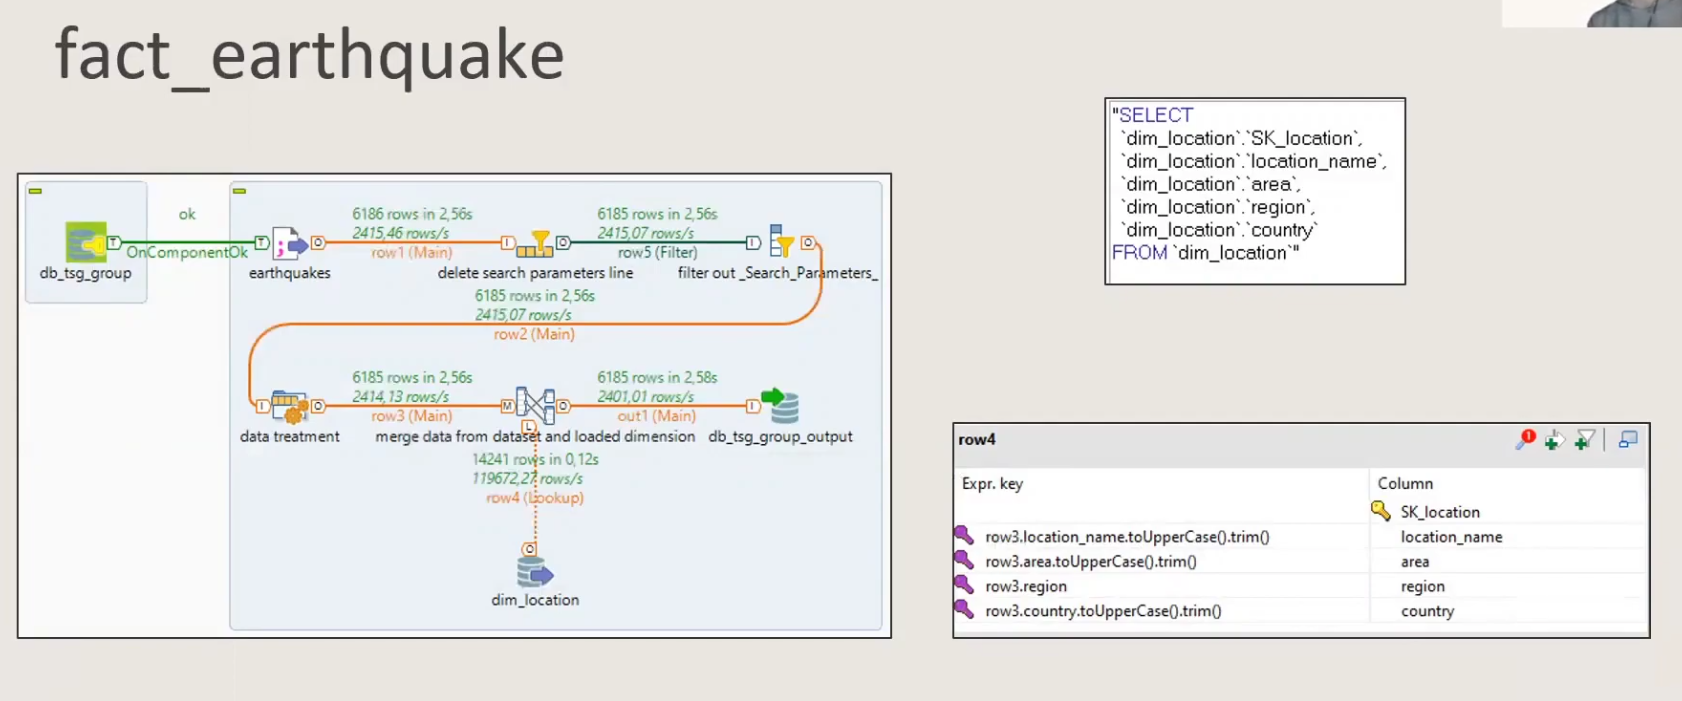 fact_earthquake
ok
OnComponentOk
db_tsg_group
6186 rows in 2,56s
2415,46 rows/s
row1 (Main)
earthquakes
delete search parameters line
6185 rows in 2,56s
2415,07 rows/s
row5 (Filter)
filter out _Search_Parameters_
6185 rows in 2,56s
2415,07 rows/s
row2 (Main)
data treatment
6185 rows in 2,56s
2414,13 rows/s
row3 (Main)
merge data from dataset and loaded dimension
6185 rows in 2,58s
2401,01 rows/s
out1 (Main)
db_tsg_group_output
14241 rows in 0,12s
119672,27 rows/s
row4 (Lookup)
dim_location
"SELECT
`dim_location`.`SK_location`,
`dim_location`.`location_name`,
`dim_location`.`area`,
`dim_location`.`region`,
`dim_location`.`country`
FROM `dim_location`"
row4
Expr. key Column
SK_location
row3.location_name.toUpperCase().trim() location_name
row3.area.toUpperCase().trim() area
row3.region region
row3.country.toUpperCase().trim() country